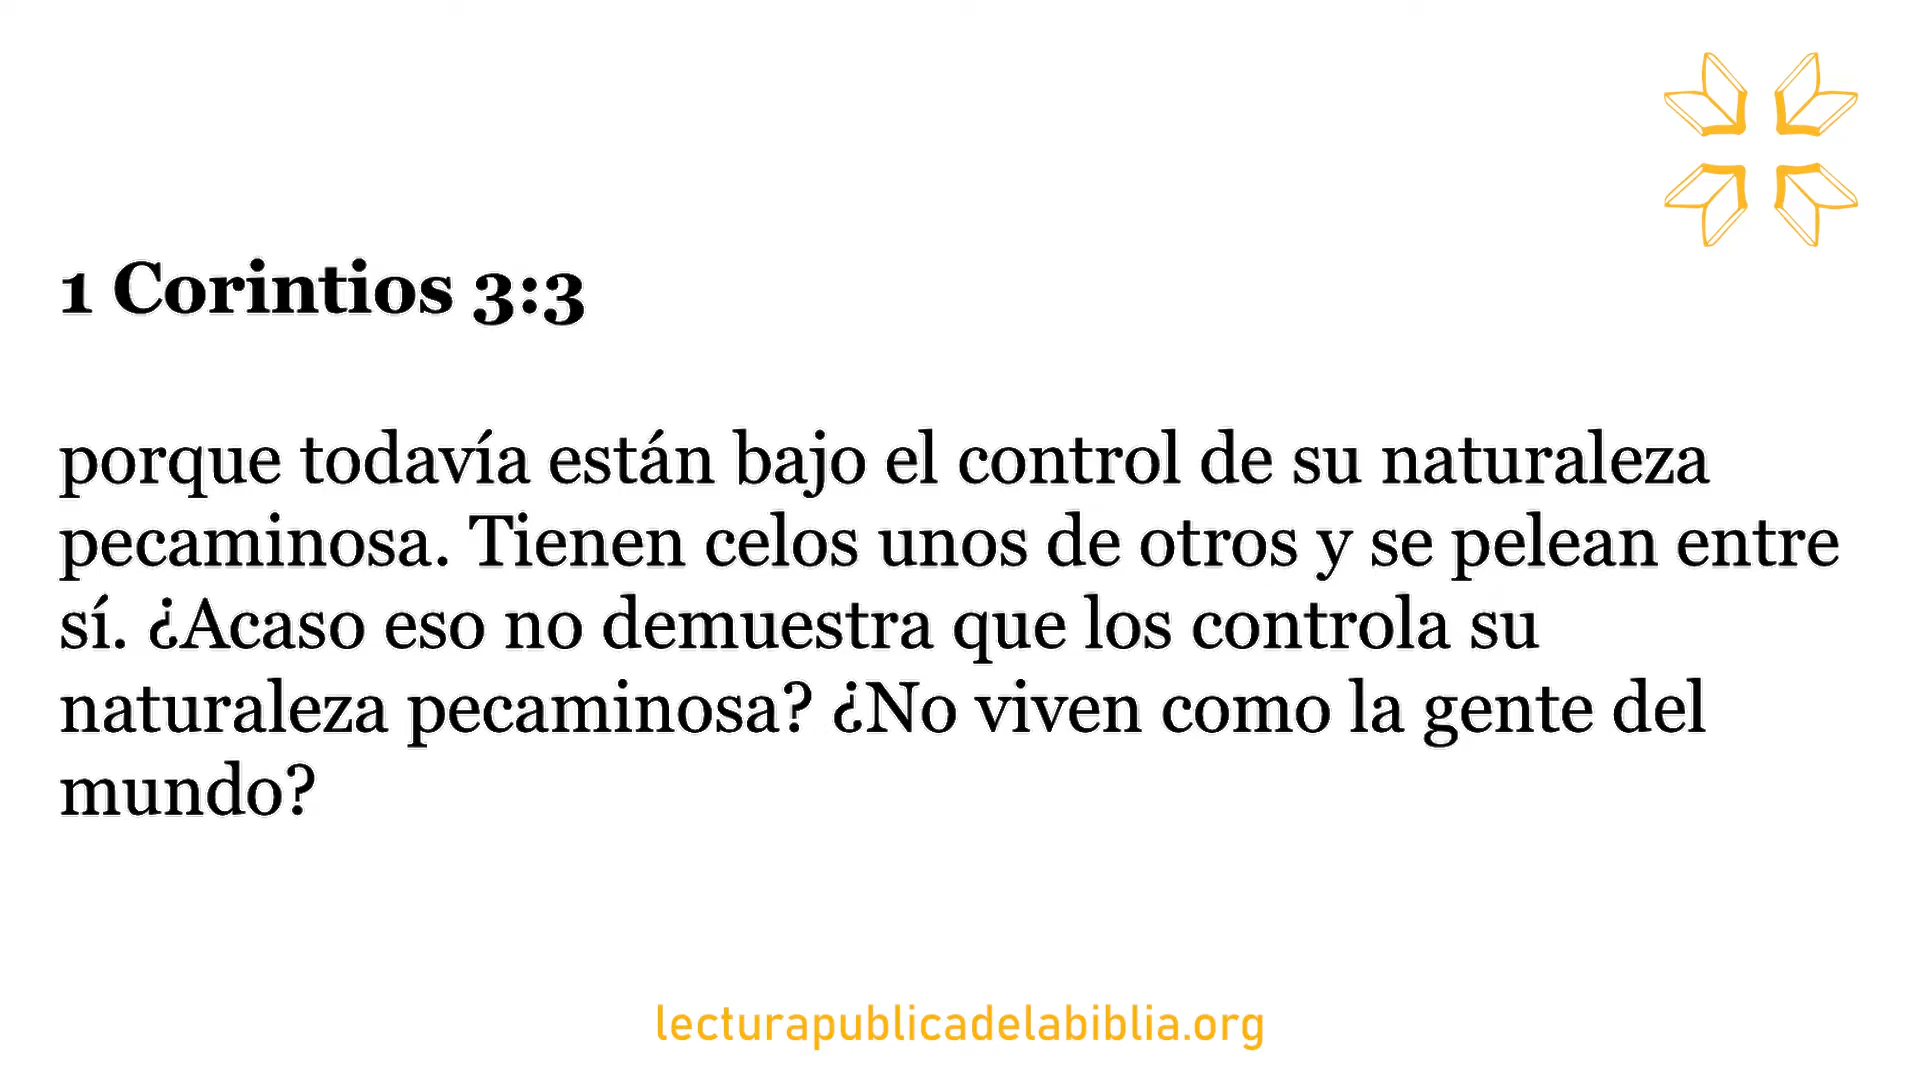 1 Corintios 3:3
porque todavía están bajo el control de su naturaleza
pecaminosa. Tienen celos unos de otros y se pelean entre
sí. ¿Acaso eso no demuestra que los controla su
naturaleza pecaminosa? ¿No viven como la gente del
mundo?
lecturapublicadelabiblia.org